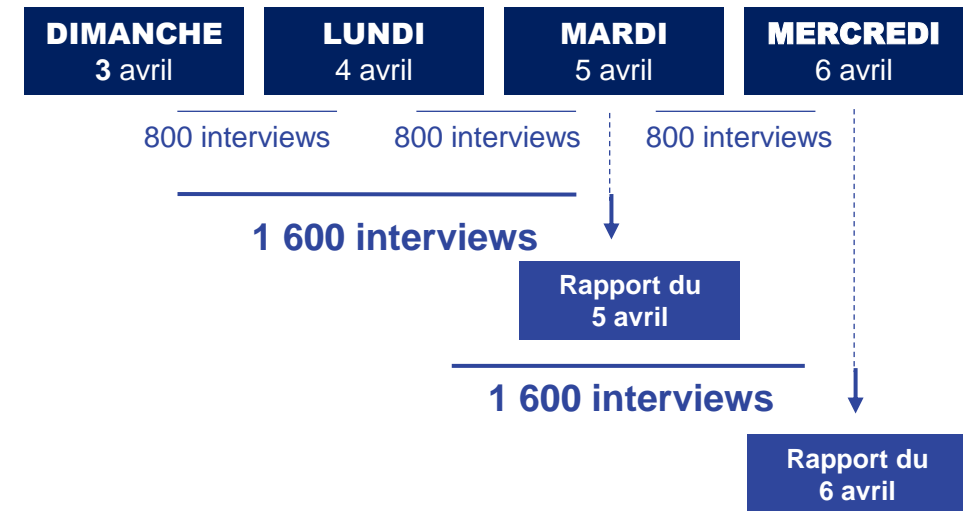 DIMANCHE
3 avril
LUNDI
4 avril
MARDI
5 avril
MERCREDI
6 avril
800 interviews
800 interviews
800 interviews
1 600 interviews
Rapport du
5 avril
1 600 interviews
Rapport du
6 avril